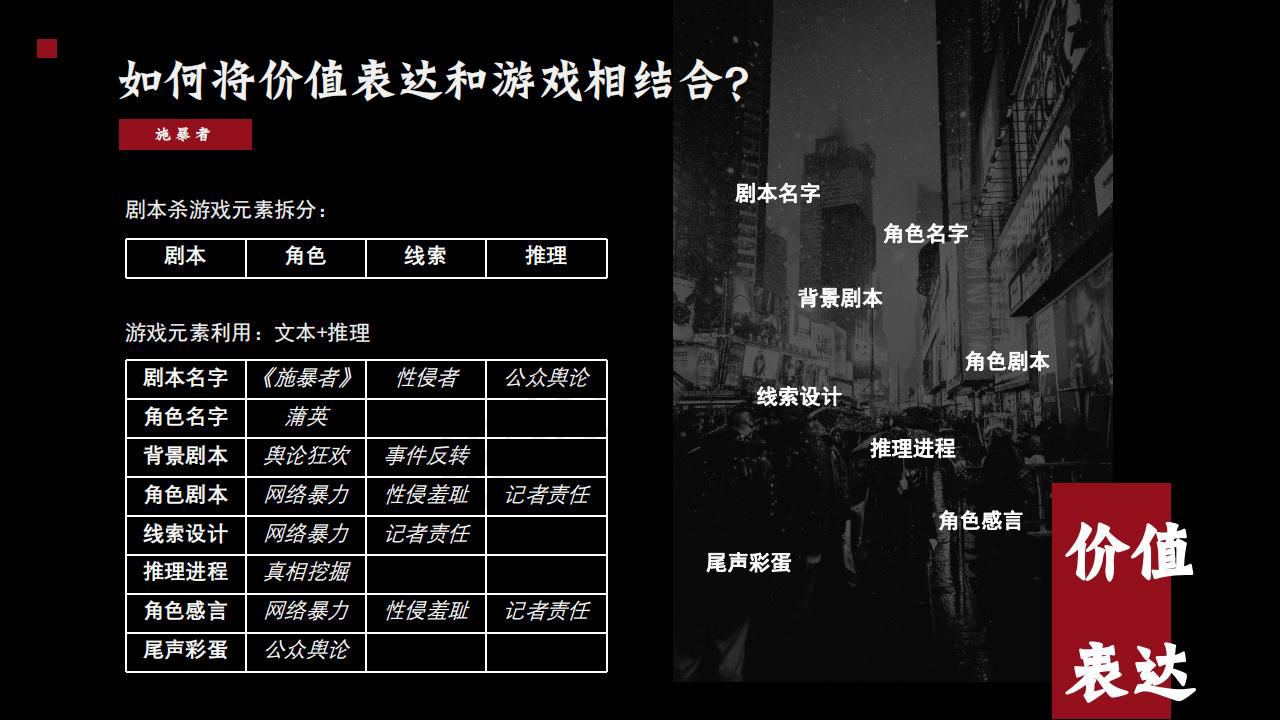 如何将价值表达和游戏相结合?
施暴者
剧本杀游戏元素拆分：
剧本 角色 线索 推理
游戏元素利用：文本+推理
剧本名字 《施暴者》 性侵者 公众舆论
角色名字 蒲英
背景剧本 舆论狂欢 事件反转
角色剧本 网络暴力 性侵羞耻 记者责任
线索设计 网络暴力 记者责任
推理进程 真相挖掘
角色感言 网络暴力 性侵羞耻 记者责任
尾声彩蛋 公众舆论
剧本名字
角色名字
背景剧本
角色剧本
线索设计
推理进程
角色感言
尾声彩蛋
价值
表达